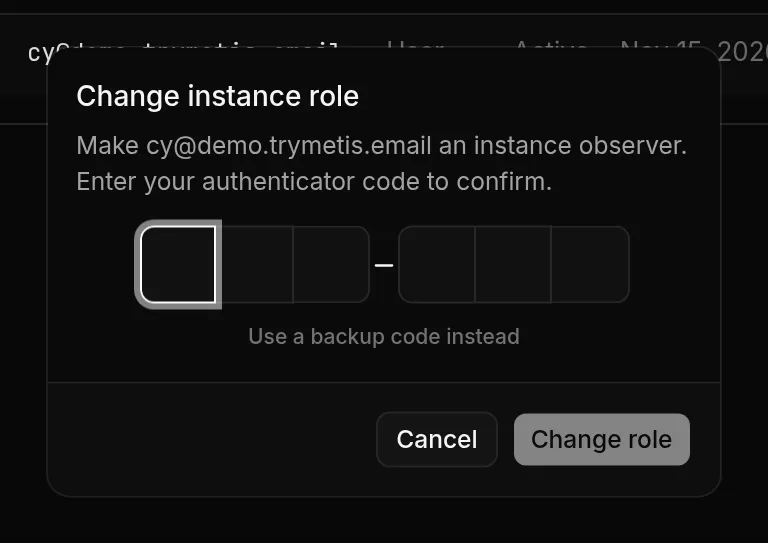 Change instance role
Make cy@demo.trymetis.email an instance observer.
Enter your authenticator code to confirm.
Use a backup code instead
Cancel
Change role